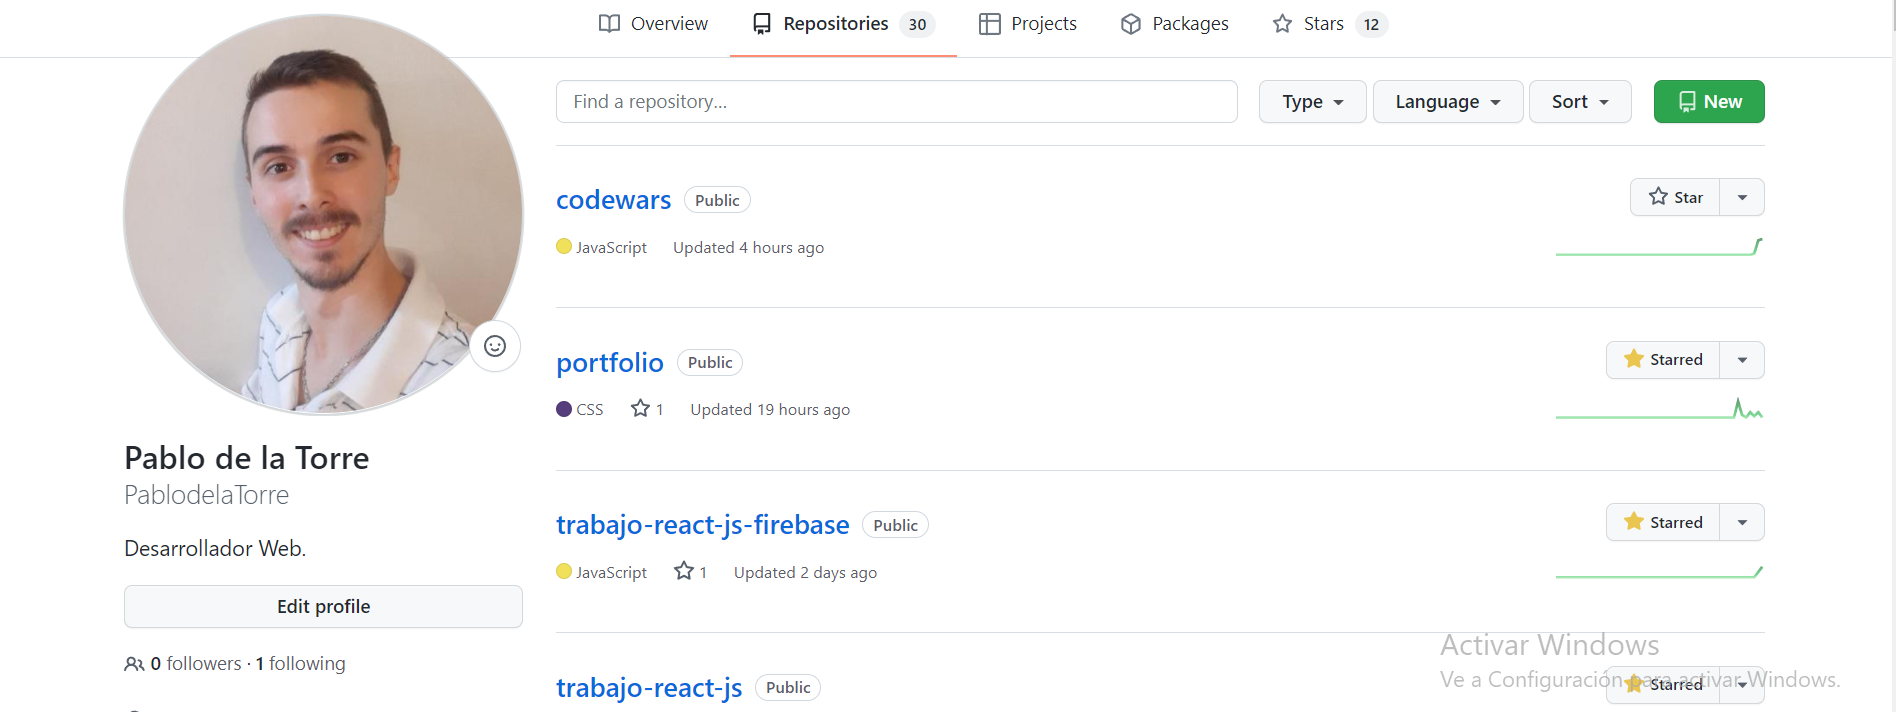 Overview Repositories 30 Projects Packages Stars 12
Find a repository... Type Language Sort New
codewars Public Star
JavaScript Updated 4 hours ago
portfolio Public Starred
CSS 1 Updated 19 hours ago
Pablo de la Torre
PablodelaTorre
Desarrollador Web.
Edit profile
0 followers · 1 following
trabajo-react-js-firebase Public Starred
JavaScript 1 Updated 2 days ago
trabajo-react-js Public Starred
Activar Windows
Ve a Configuración para activar Windows.